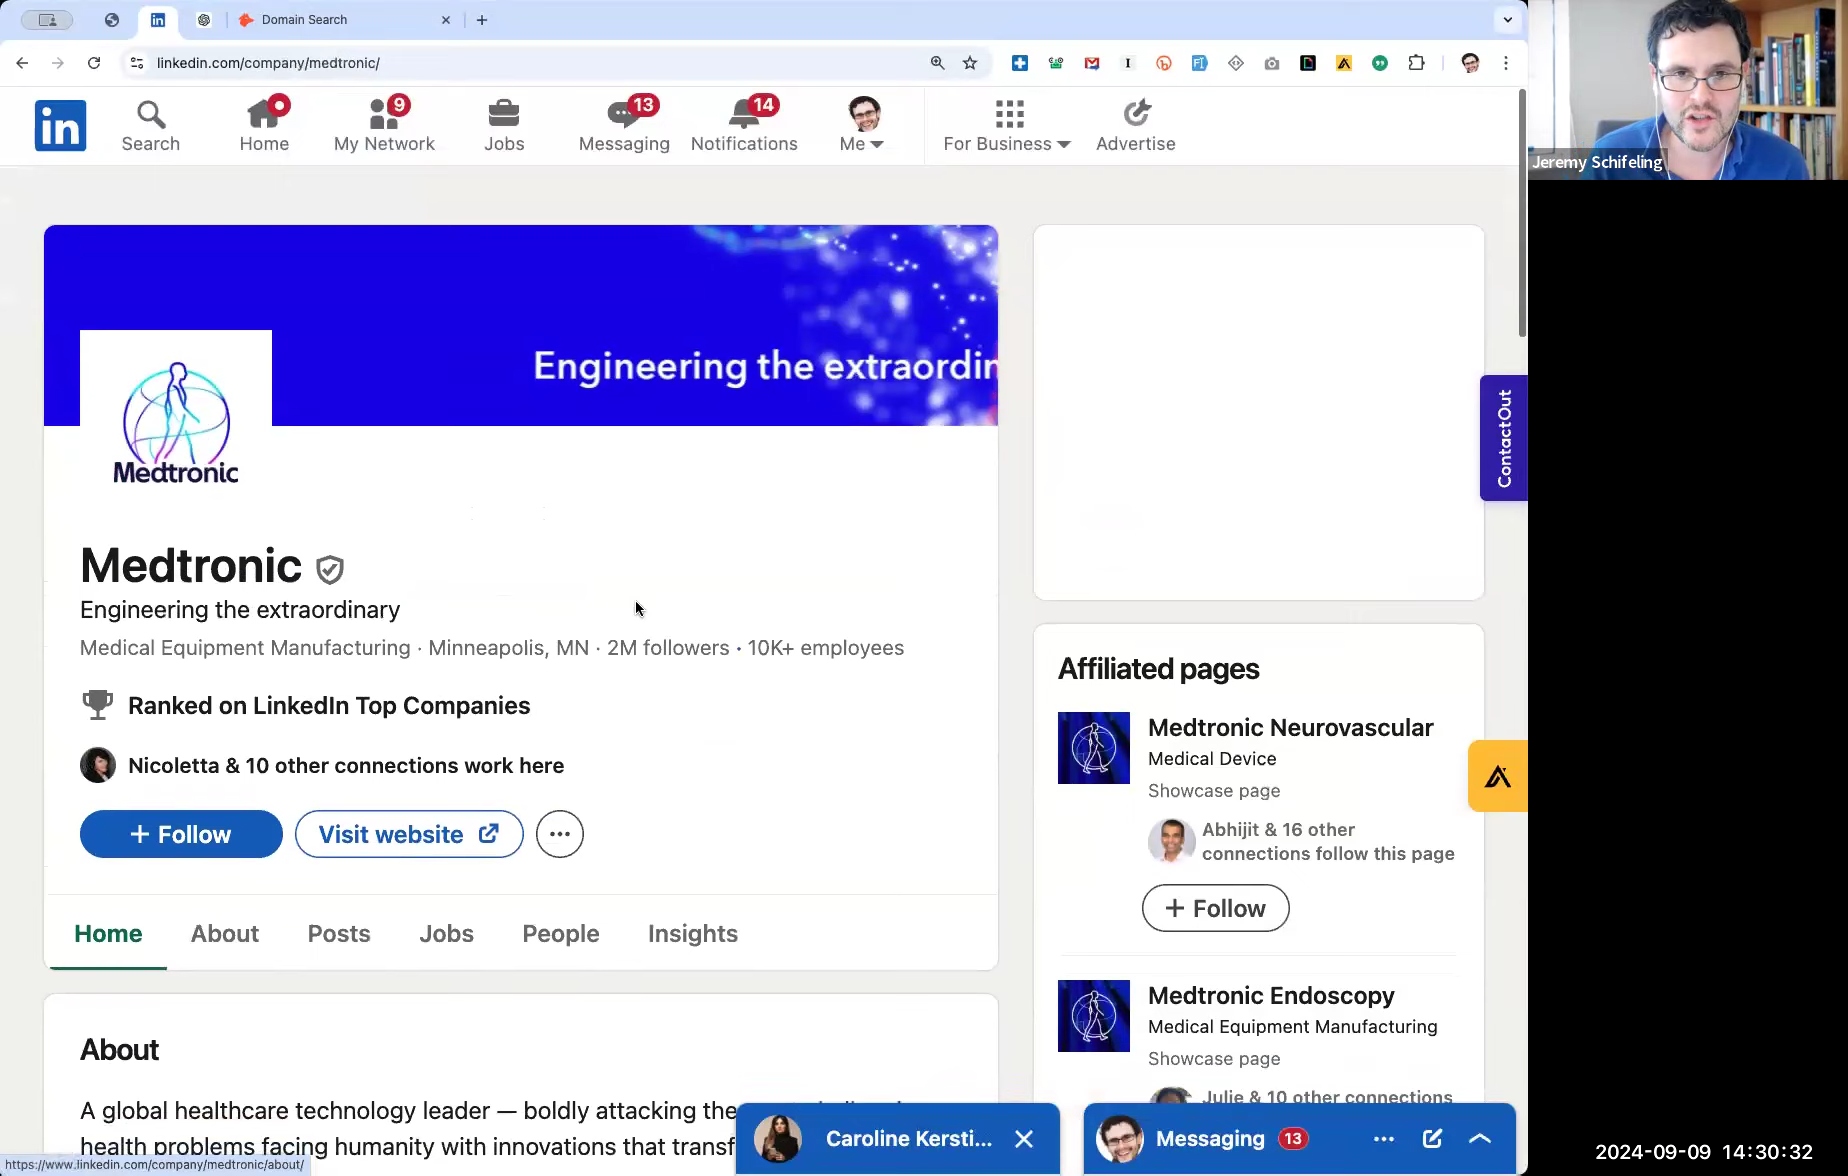 Domain Search
linkedin.com/company/medtronic/
in
Search
Home
9
My Network
Jobs
13
Messaging
14
Notifications
Me
For Business
Advertise
Jeremy Schifeling
Engineering the extraordin
Medtronic
ContactOut
Medtronic
Engineering the extraordinary
Medical Equipment Manufacturing · Minneapolis, MN · 2M followers • 10K+ employees
Ranked on LinkedIn Top Companies
Nicoletta & 10 other connections work here
+ Follow
Visit website
Home
About
Posts
Jobs
People
Insights
About
A global healthcare technology leader — boldly attacking the
health problems facing humanity with innovations that transf
Affiliated pages
Medtronic Neurovascular
Medical Device
Showcase page
Abhijit & 16 other
connections follow this page
+ Follow
Medtronic Endoscopy
Medical Equipment Manufacturing
Showcase page
Julie & 10 other connections
Caroline Kersti...
Messaging
13
https://www.linkedin.com/company/medtronic/about/
2024-09-09 14:30:32